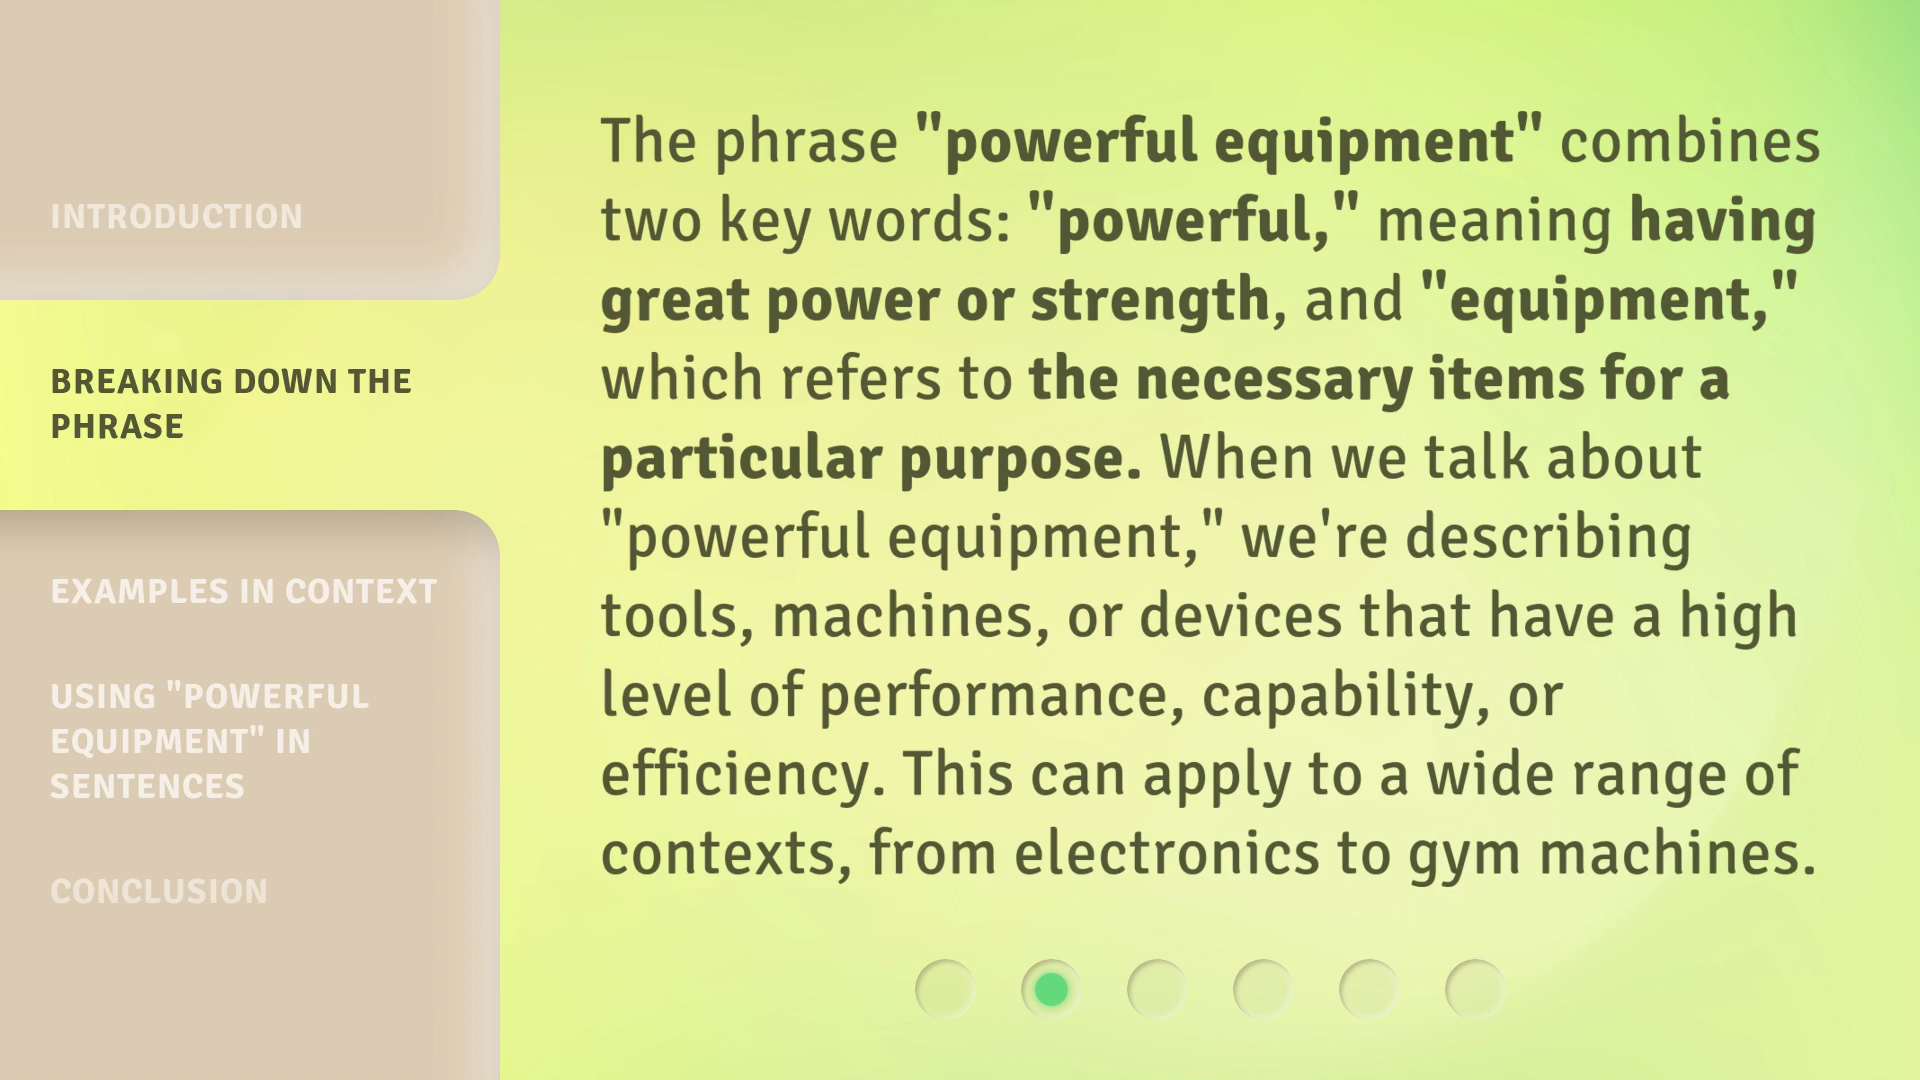 INTRODUCTION
BREAKING DOWN THE
PHRASE
EXAMPLES IN CONTEXT
USING "POWERFUL
EQUIPMENT" IN
SENTENCES
CONCLUSION
The phrase "powerful equipment" combines
two key words: "powerful," meaning having
great power or strength, and "equipment,"
which refers to the necessary items for a
particular purpose. When we talk about
"powerful equipment," we're describing
tools, machines, or devices that have a high
level of performance, capability, or
efficiency. This can apply to a wide range of
contexts, from electronics to gym machines.